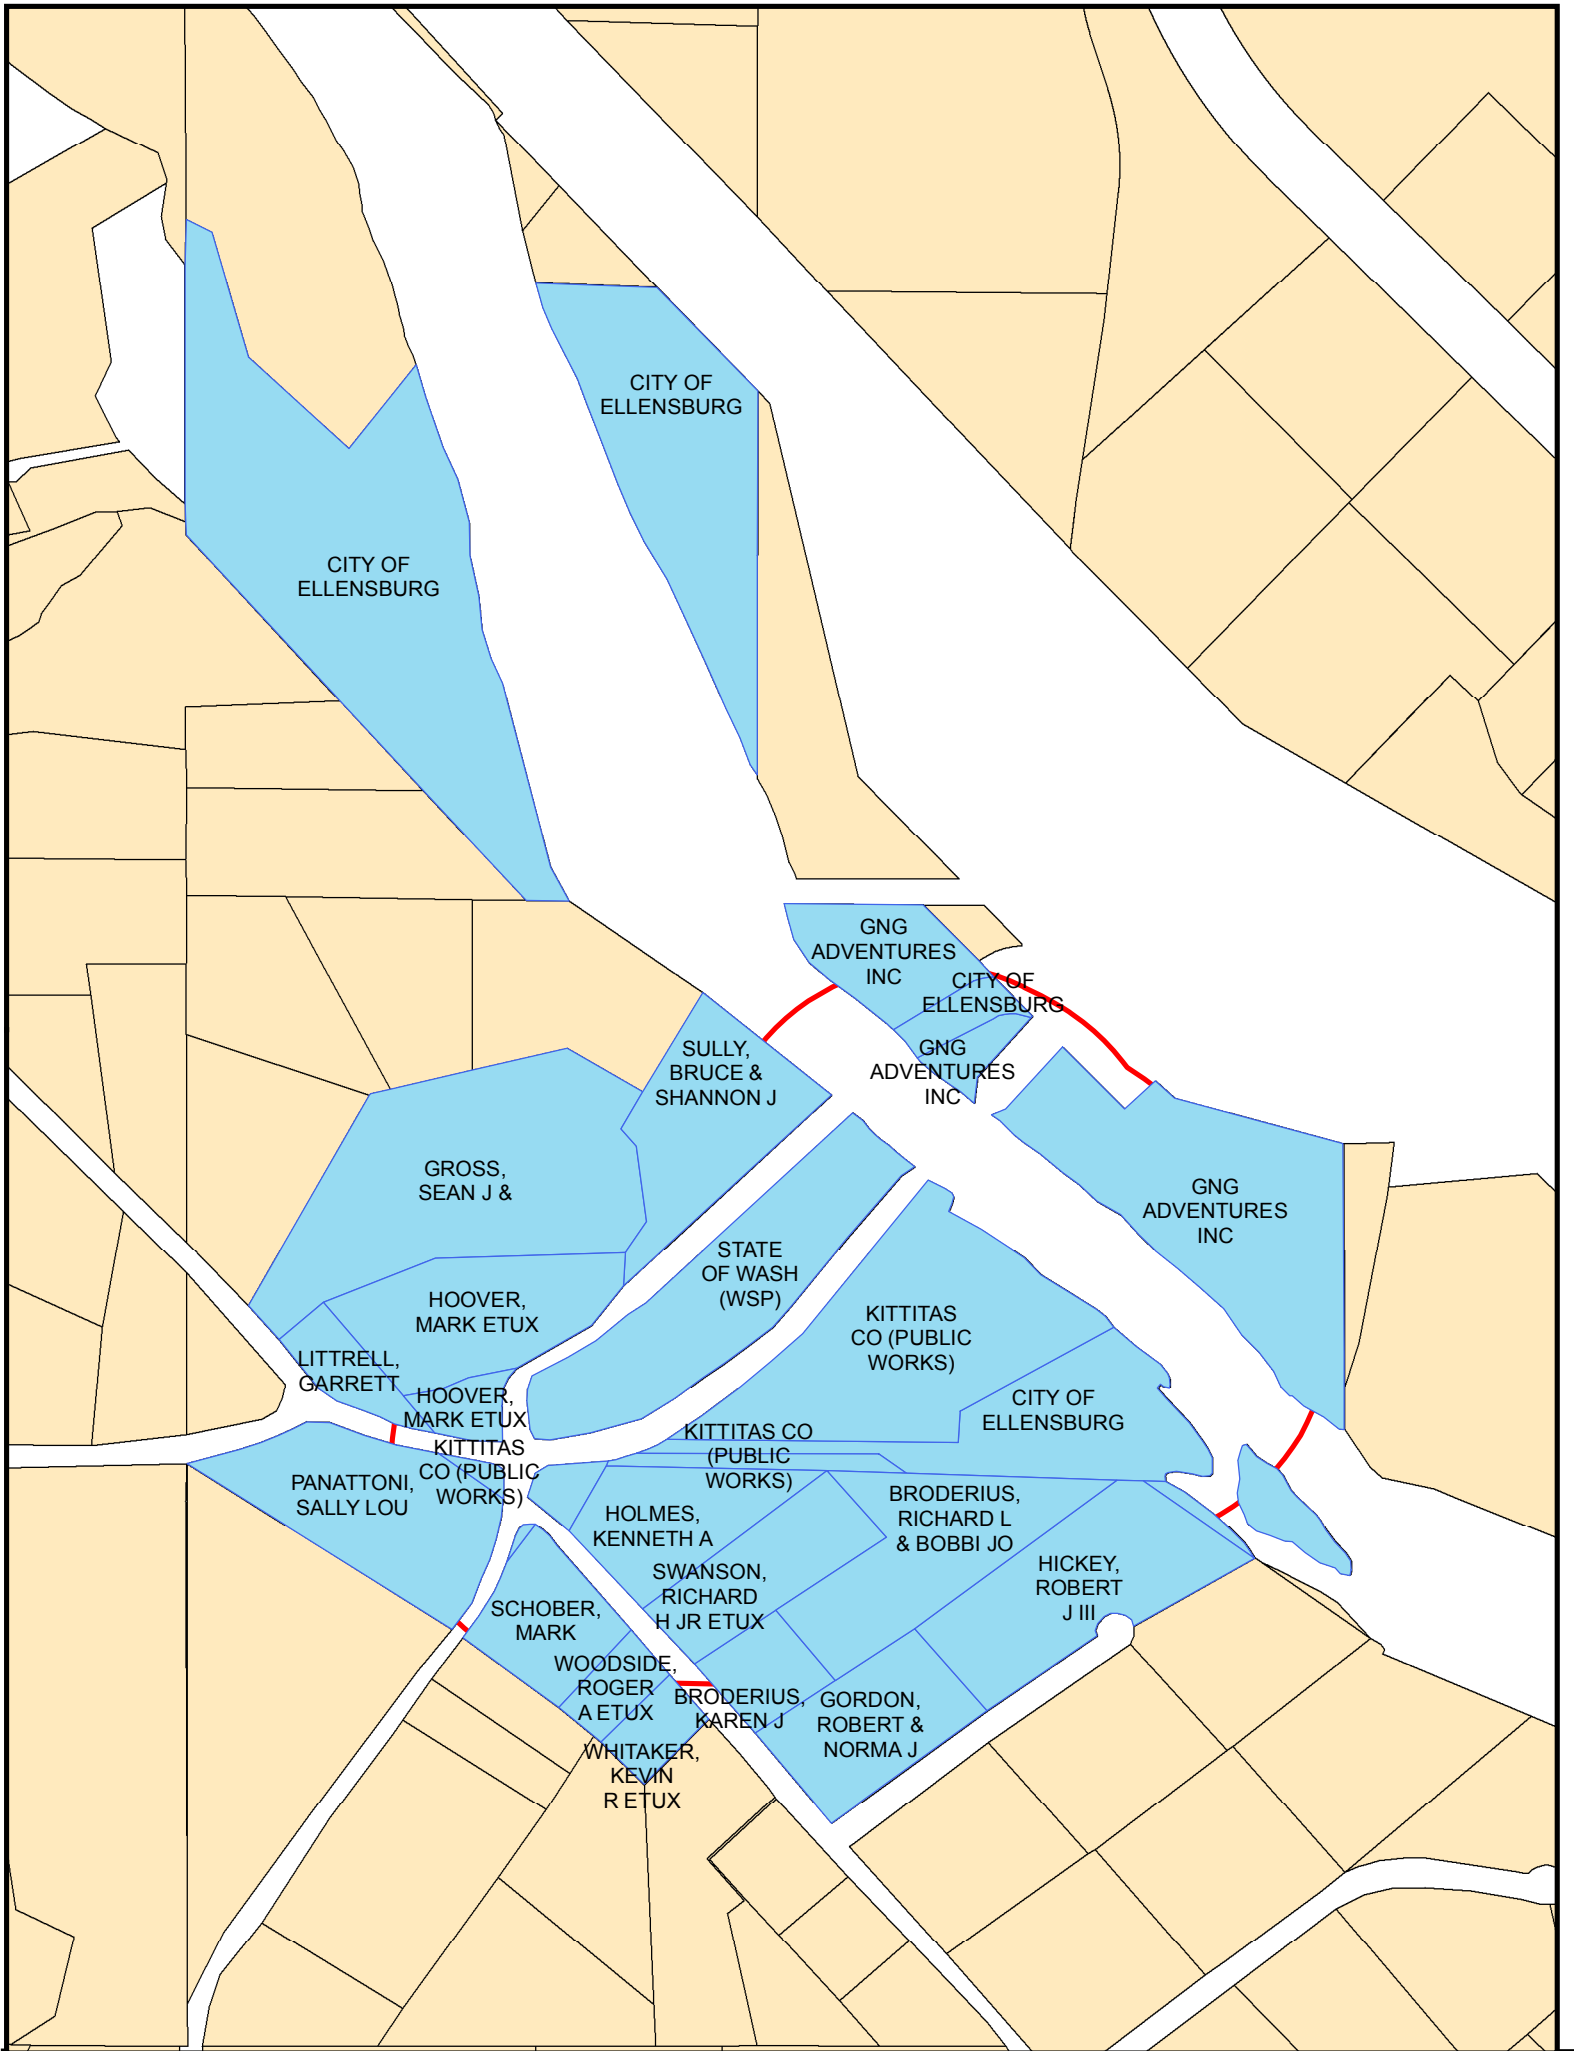 CITY OF
ELLENSBURG
CITY OF
ELLENSBURG
GNG
ADVENTURES
INC
CITY OF
ELLENSBURG
GNG
ADVENTURES
INC
SULLY,
BRUCE &
SHANNON J
GROSS,
SEAN J &
GNG
ADVENTURES
INC
STATE
OF WASH
(WSP)
HOOVER,
MARK ETUX
KITTITAS
CO (PUBLIC
WORKS)
LITTRELL,
GARRETT
HOOVER,
MARK ETUX
CITY OF
ELLENSBURG
KITTITAS CO
(PUBLIC
WORKS)
KITTITAS
CO (PUBLIC
WORKS)
PANATTONI,
SALLY LOU
HOLMES,
KENNETH A
BRODERIUS,
RICHARD L
& BOBBI JO
HICKEY,
ROBERT
J III
SWANSON,
RICHARD
H JR ETUX
SCHOBER,
MARK
WOODSIDE,
ROGER
A ETUX
BRODERIUS,
KAREN J
GORDON,
ROBERT &
NORMA J
WHITAKER,
KEVIN
R ETUX